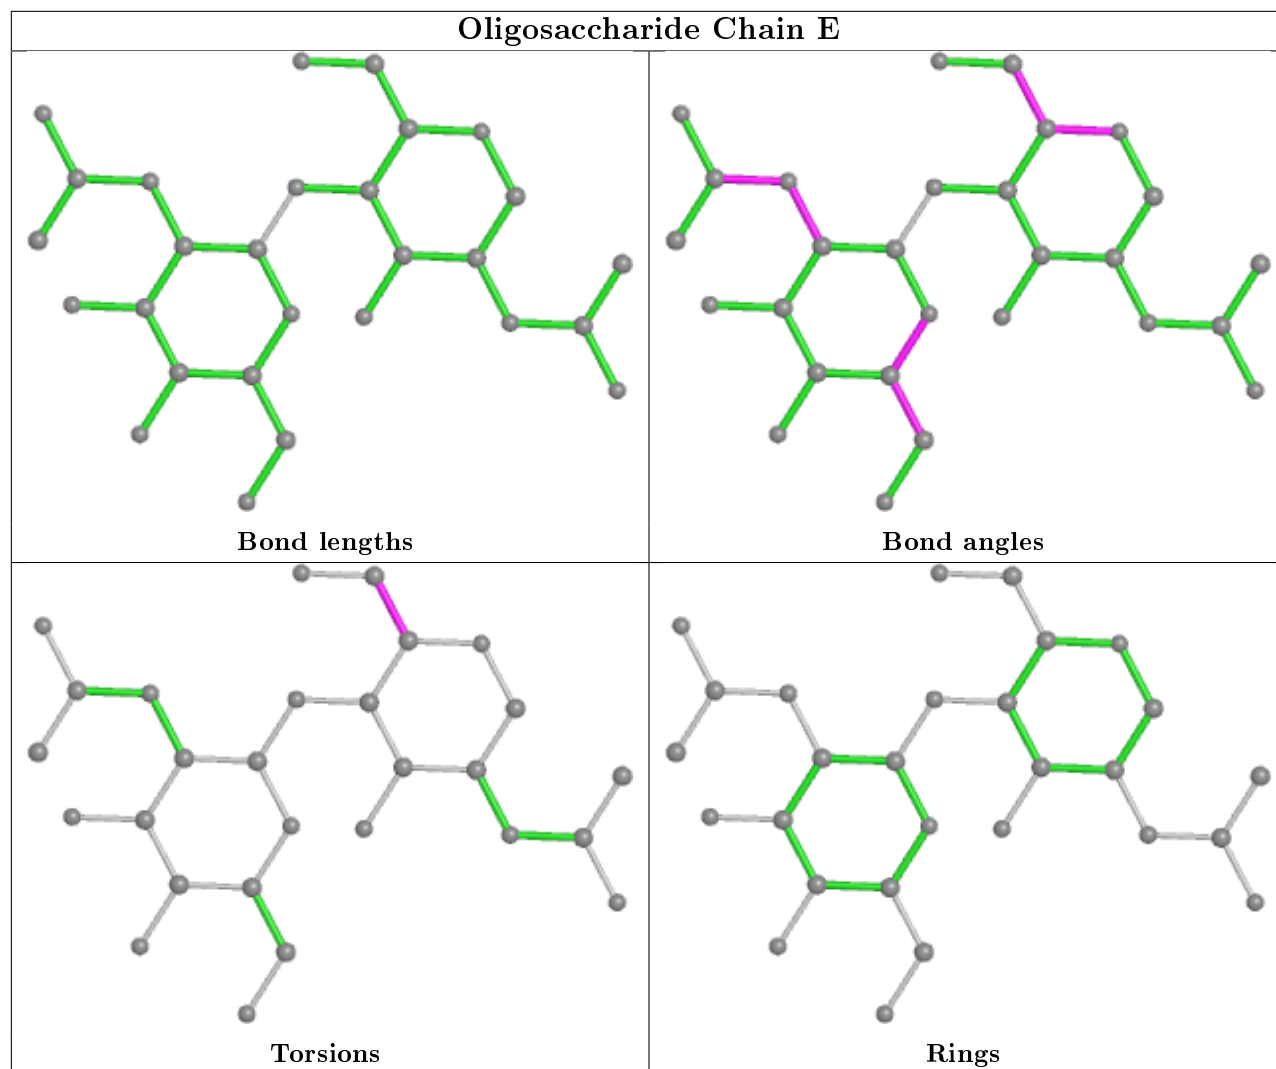 Oligosaccharide Chain E
Bond lengths
Bond angles
Torsions
Rings